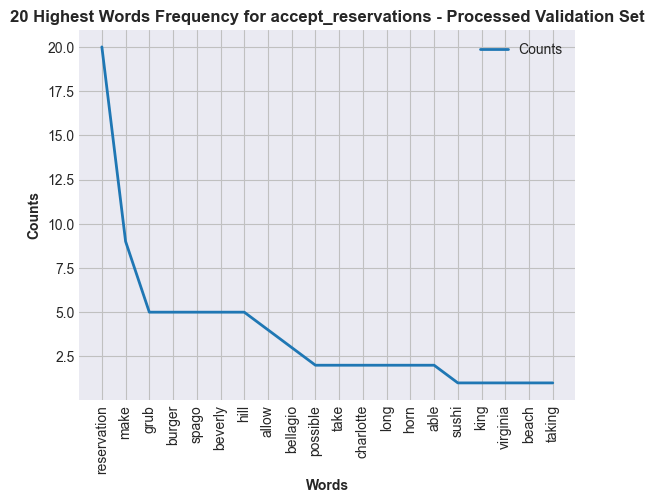 20 Highest Words Frequency for accept_reservations - Processed Validation Set
Counts
20.0
17.5
15.0
12.5
10.0
7.5
5.0
2.5
Counts
reservation
make
grub
burger
spago
beverly
hill
allow
bellagio
possible
take
charlotte
long
horn
able
sushi
king
virginia
beach
taking
Words